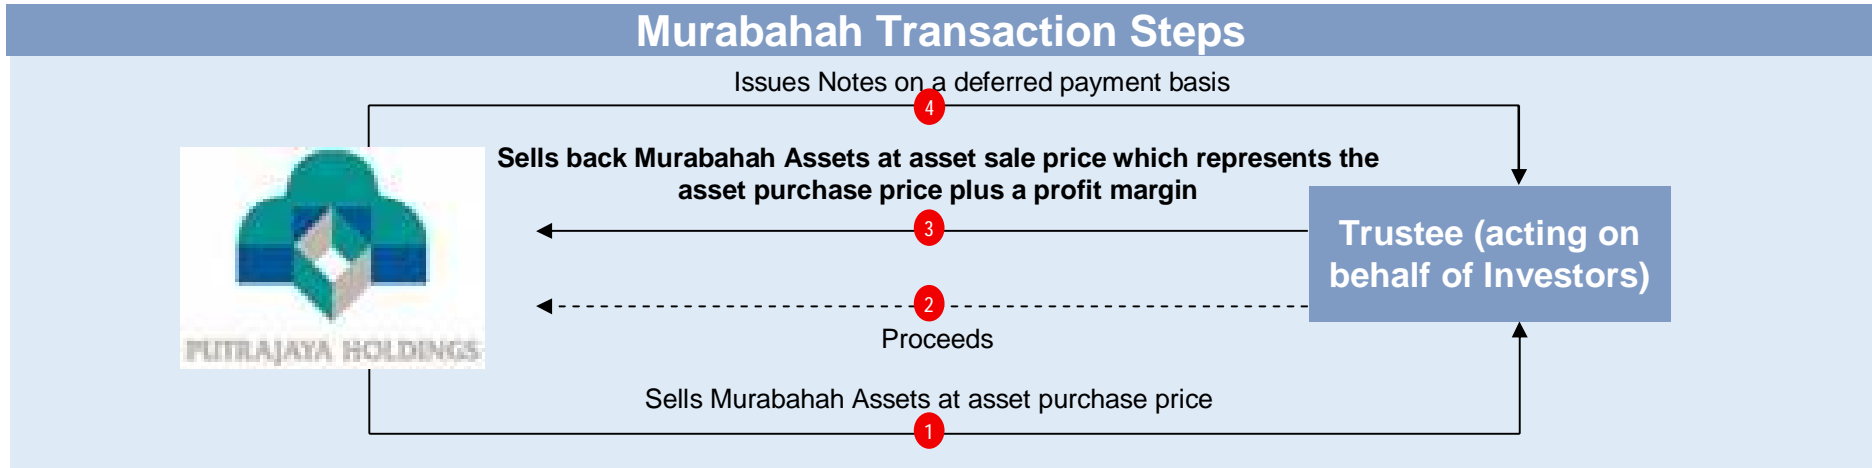 Murabahah Transaction Steps
Issues Notes on a deferred payment basis
4
Sells back Murabahah Assets at asset sale price which represents the
asset purchase price plus a profit margin
3
Trustee (acting on
behalf of Investors)
2
Proceeds
PUTRAJAYA HOLDINGS
Sells Murabahah Assets at asset purchase price
1